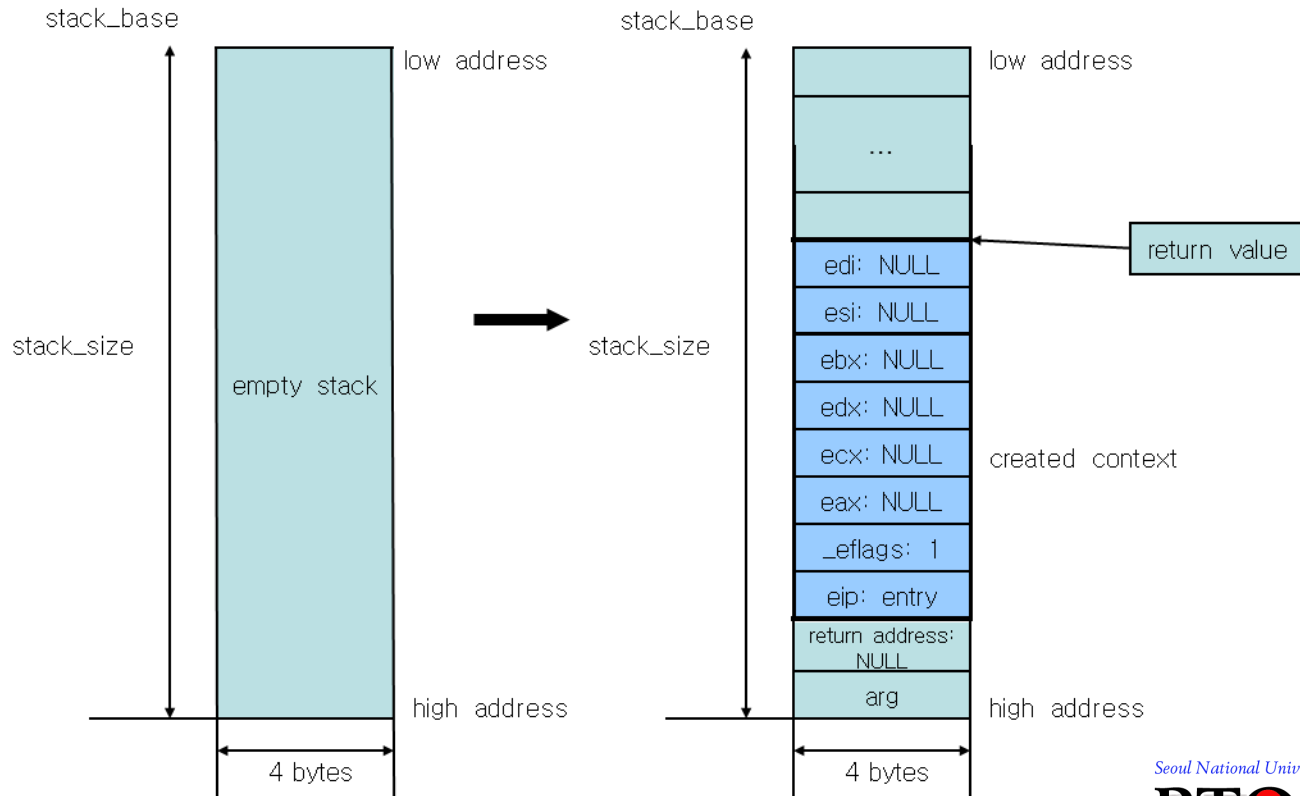 stack_base
low address
stack_size
empty stack
high address
4 bytes
stack_base
low address
...
return value
edi: NULL
esi: NULL
stack_size
ebx: NULL
edx: NULL
ecx: NULL
created context
eax: NULL
_eflags: 1
eip: entry
return address:
NULL
arg
high address
4 bytes
Seoul National Univ